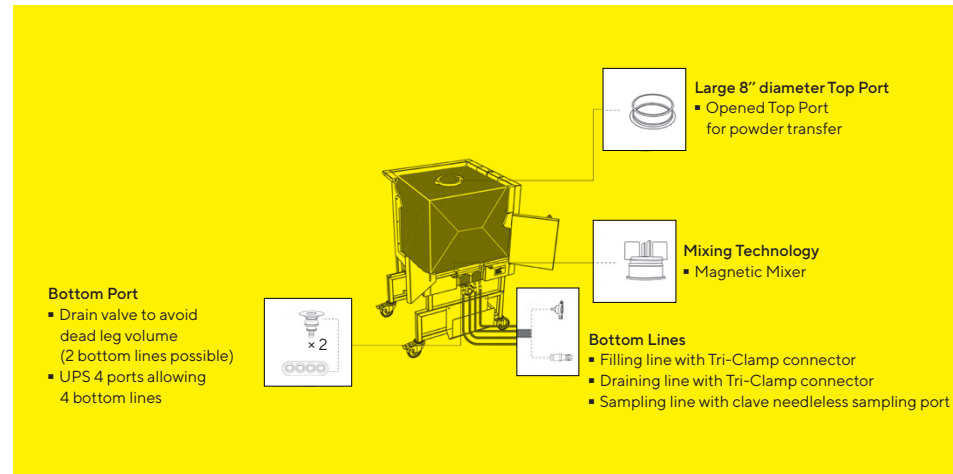 Large 8’’ diameter Top Port
▪ Opened Top Port
for powder transfer
Mixing Technology
▪ Magnetic Mixer
Bottom Port
▪ Drain valve to avoid
dead leg volume
(2 bottom lines possible)
▪ UPS 4 ports allowing
4 bottom lines
× 2
Bottom Lines
▪ Filling line with Tri-Clamp connector
▪ Draining line with Tri-Clamp connector
▪ Sampling line with clave needleless sampling port